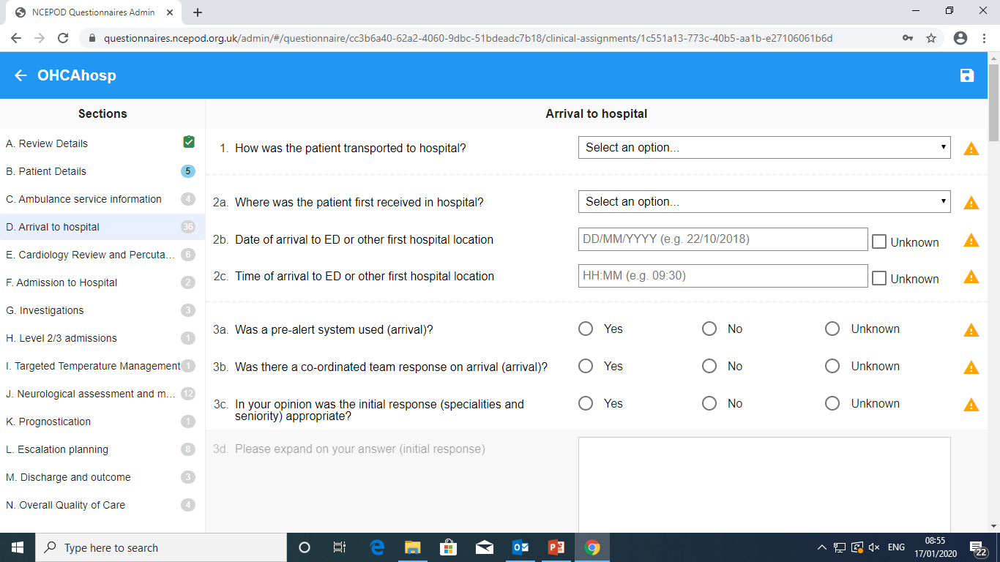 NCEPOD Questionnaires Admin
questionnaires.ncepod.org.uk/admin/#/questionnaire/cc3b6a40-62a2-4060-9dbc-51bdeadc7b18/clinical-assignments/1c551a13-773c-40b5-aa1b-e27106061b6d
OHCAhosp
Sections
Arrival to hospital
A. Review Details
B. Patient Details 5
C. Ambulance service information 4
D. Arrival to hospital 36
E. Cardiology Review and Percuta... 6
F. Admission to Hospital 2
G. Investigations 3
H. Level 2/3 admissions 1
I. Targeted Temperature Management 1
J. Neurological assessment and m... 12
K. Prognostication 1
L. Escalation planning 8
M. Discharge and outcome 3
N. Overall Quality of Care 4
1. How was the patient transported to hospital? Select an option...
2a. Where was the patient first received in hospital? Select an option...
2b. Date of arrival to ED or other first hospital location DD/MM/YYYY (e.g. 22/10/2018) Unknown
2c. Time of arrival to ED or other first hospital location HH:MM (e.g. 09:30) Unknown
3a. Was a pre-alert system used (arrival)? Yes No Unknown
3b. Was there a co-ordinated team response on arrival (arrival)? Yes No Unknown
3c. In your opinion was the initial response (specialities and Yes No Unknown
seniority) appropriate?
3d. Please expand on your answer (initial response)
Type here to search
ENG
08:55
17/01/2020
22